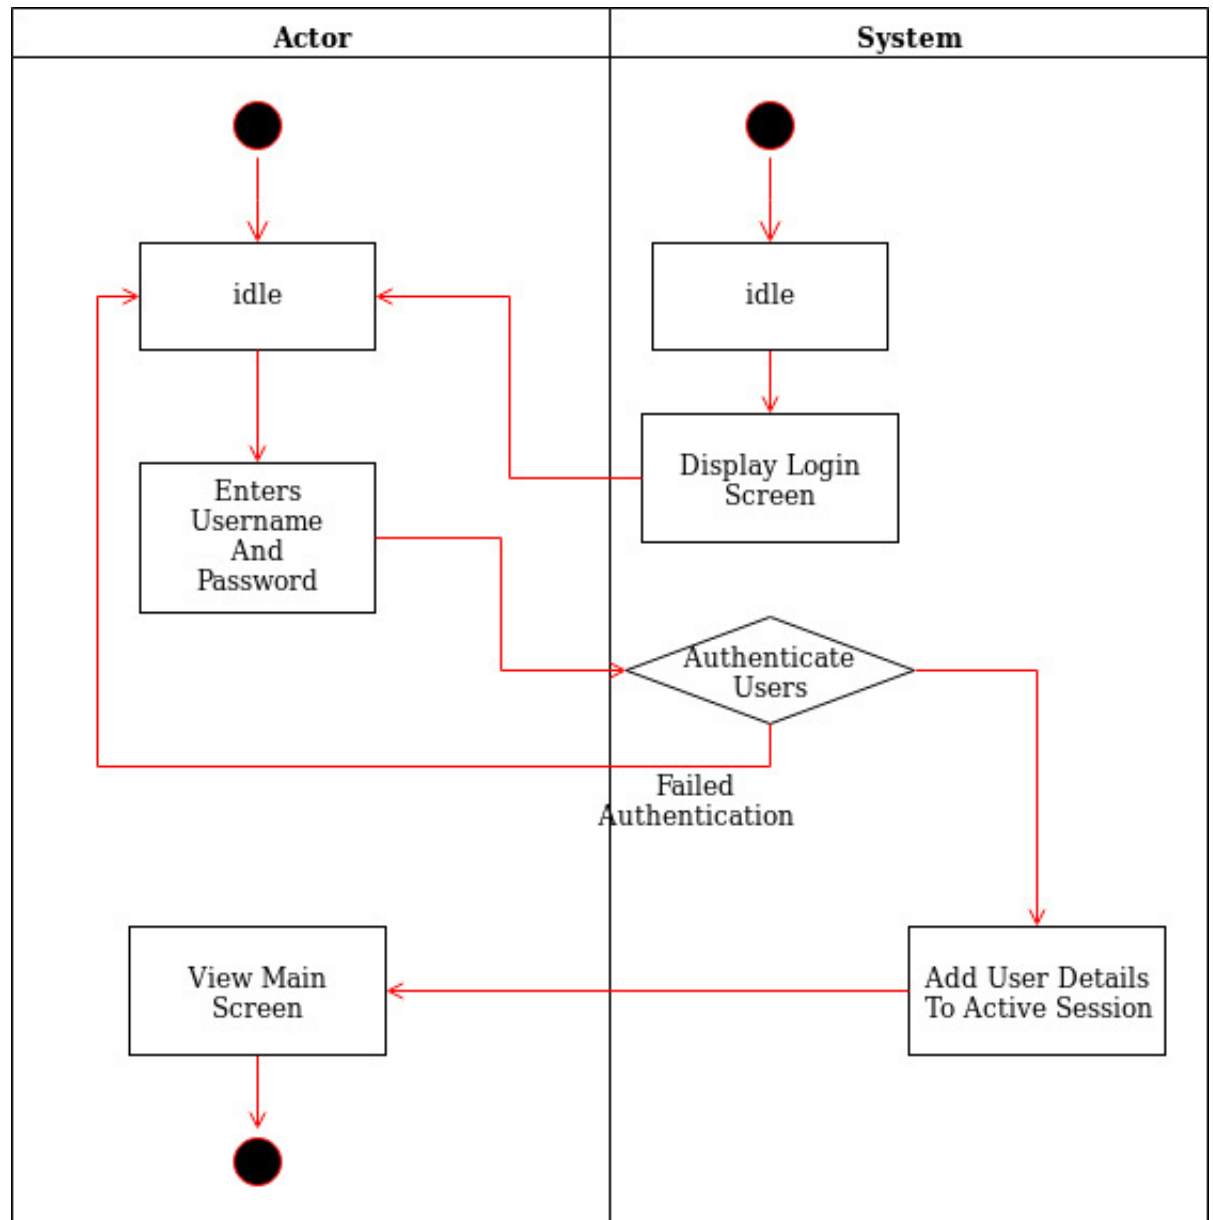 Actor
System
idle
idle
Display Login
Screen
Enters
Username
And
Password
Authenticate
Users
Failed
Authentication
View Main
Screen
Add User Details
To Active Session